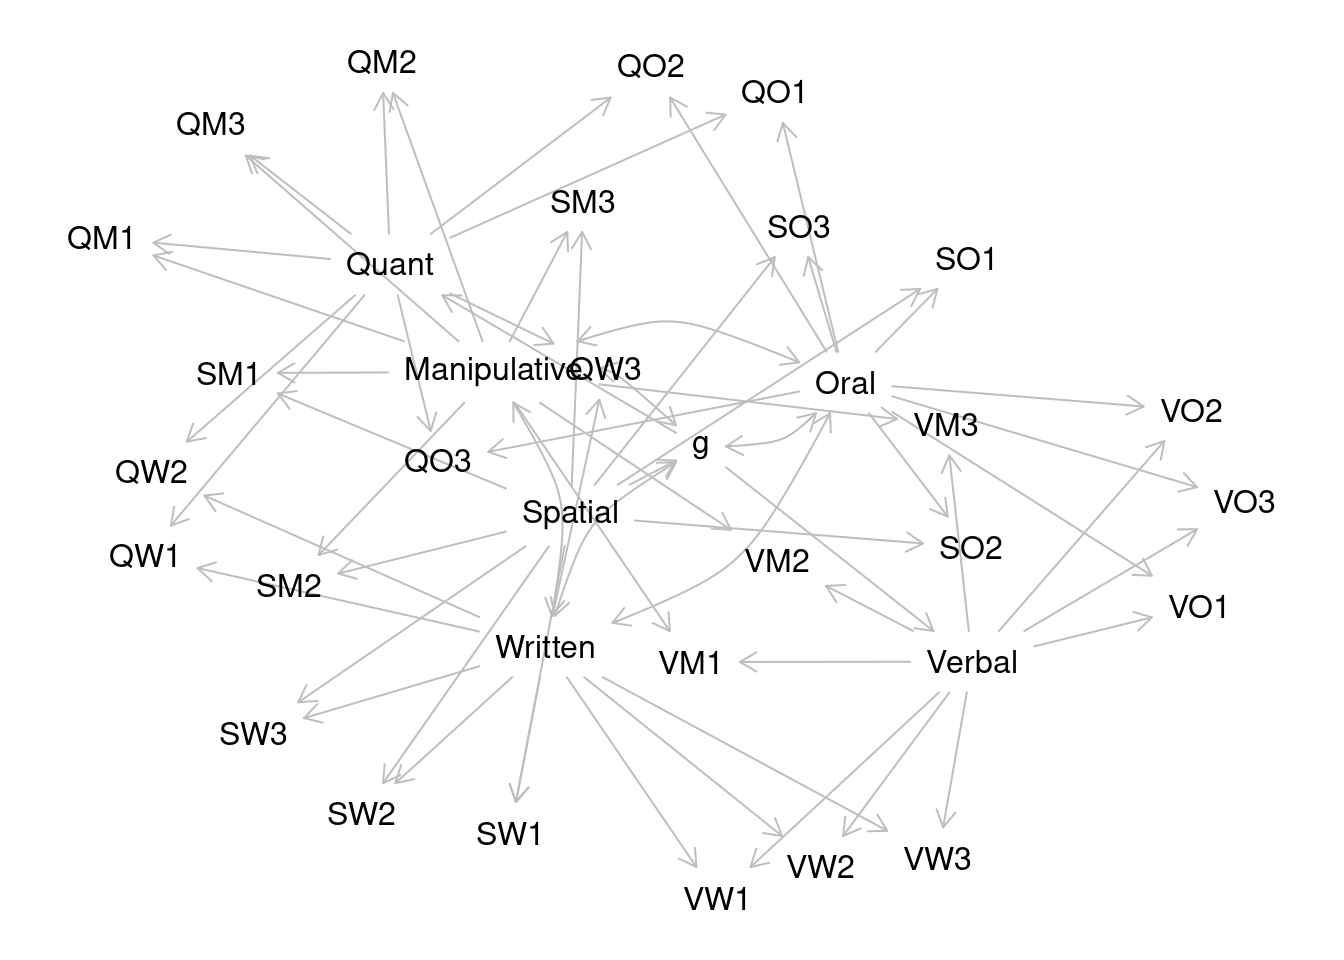 QM2
QO2
QO1
QM3
SM3
SO3
QM1
SO1
Quant
SM1
Manipulative
QW3
Oral
VO2
VM3
g
QO3
QW2
VO3
Spatial
QW1
SO2
VM2
SM2
VO1
Written
VM1
Verbal
SW3
SW2
SW1
VW3
VW2
VW1